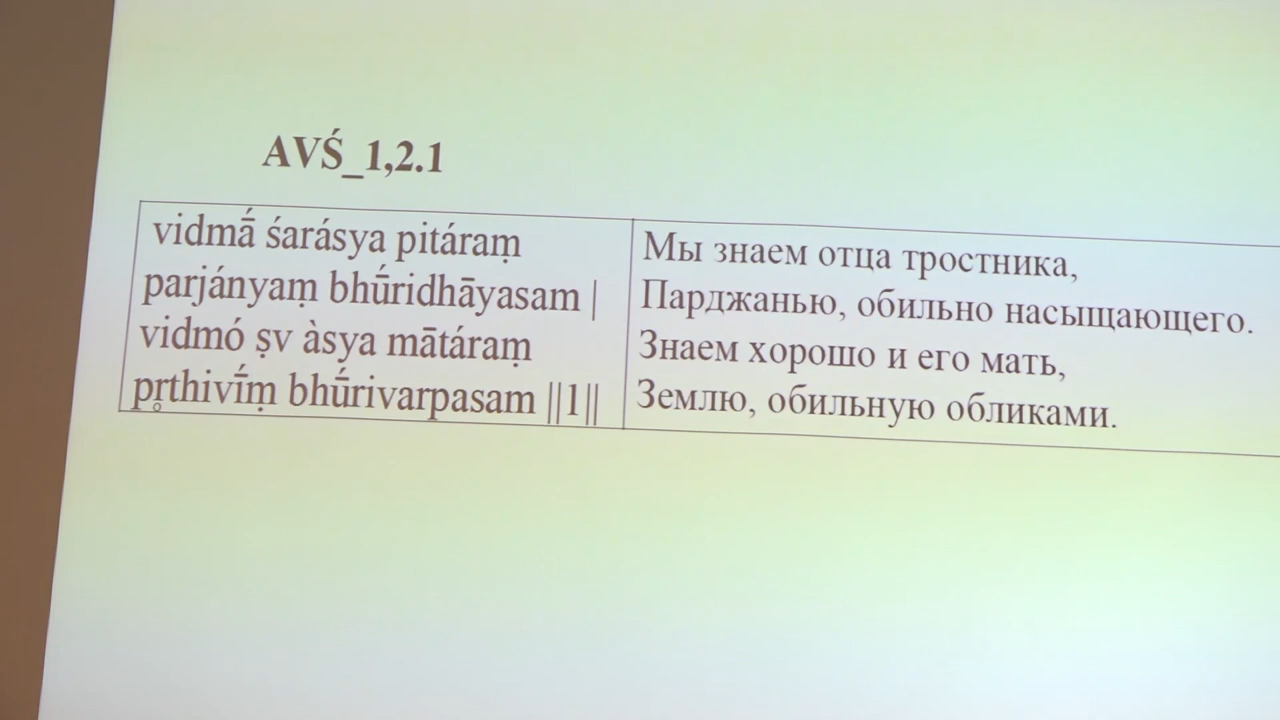 AVŚ_1,2.1
vidmā́ śarásya pitáraṃ
parjányaṃ bhū́ridhāyasam |
vidmó ṣv àsya mātáraṃ
pr̥thivī́ṃ bhū́rivarpasam ||1||
Мы знаем отца тростника,
Парджанью, обильно насыщающего.
Знаем хорошо и его мать,
Землю, обильную обликами.